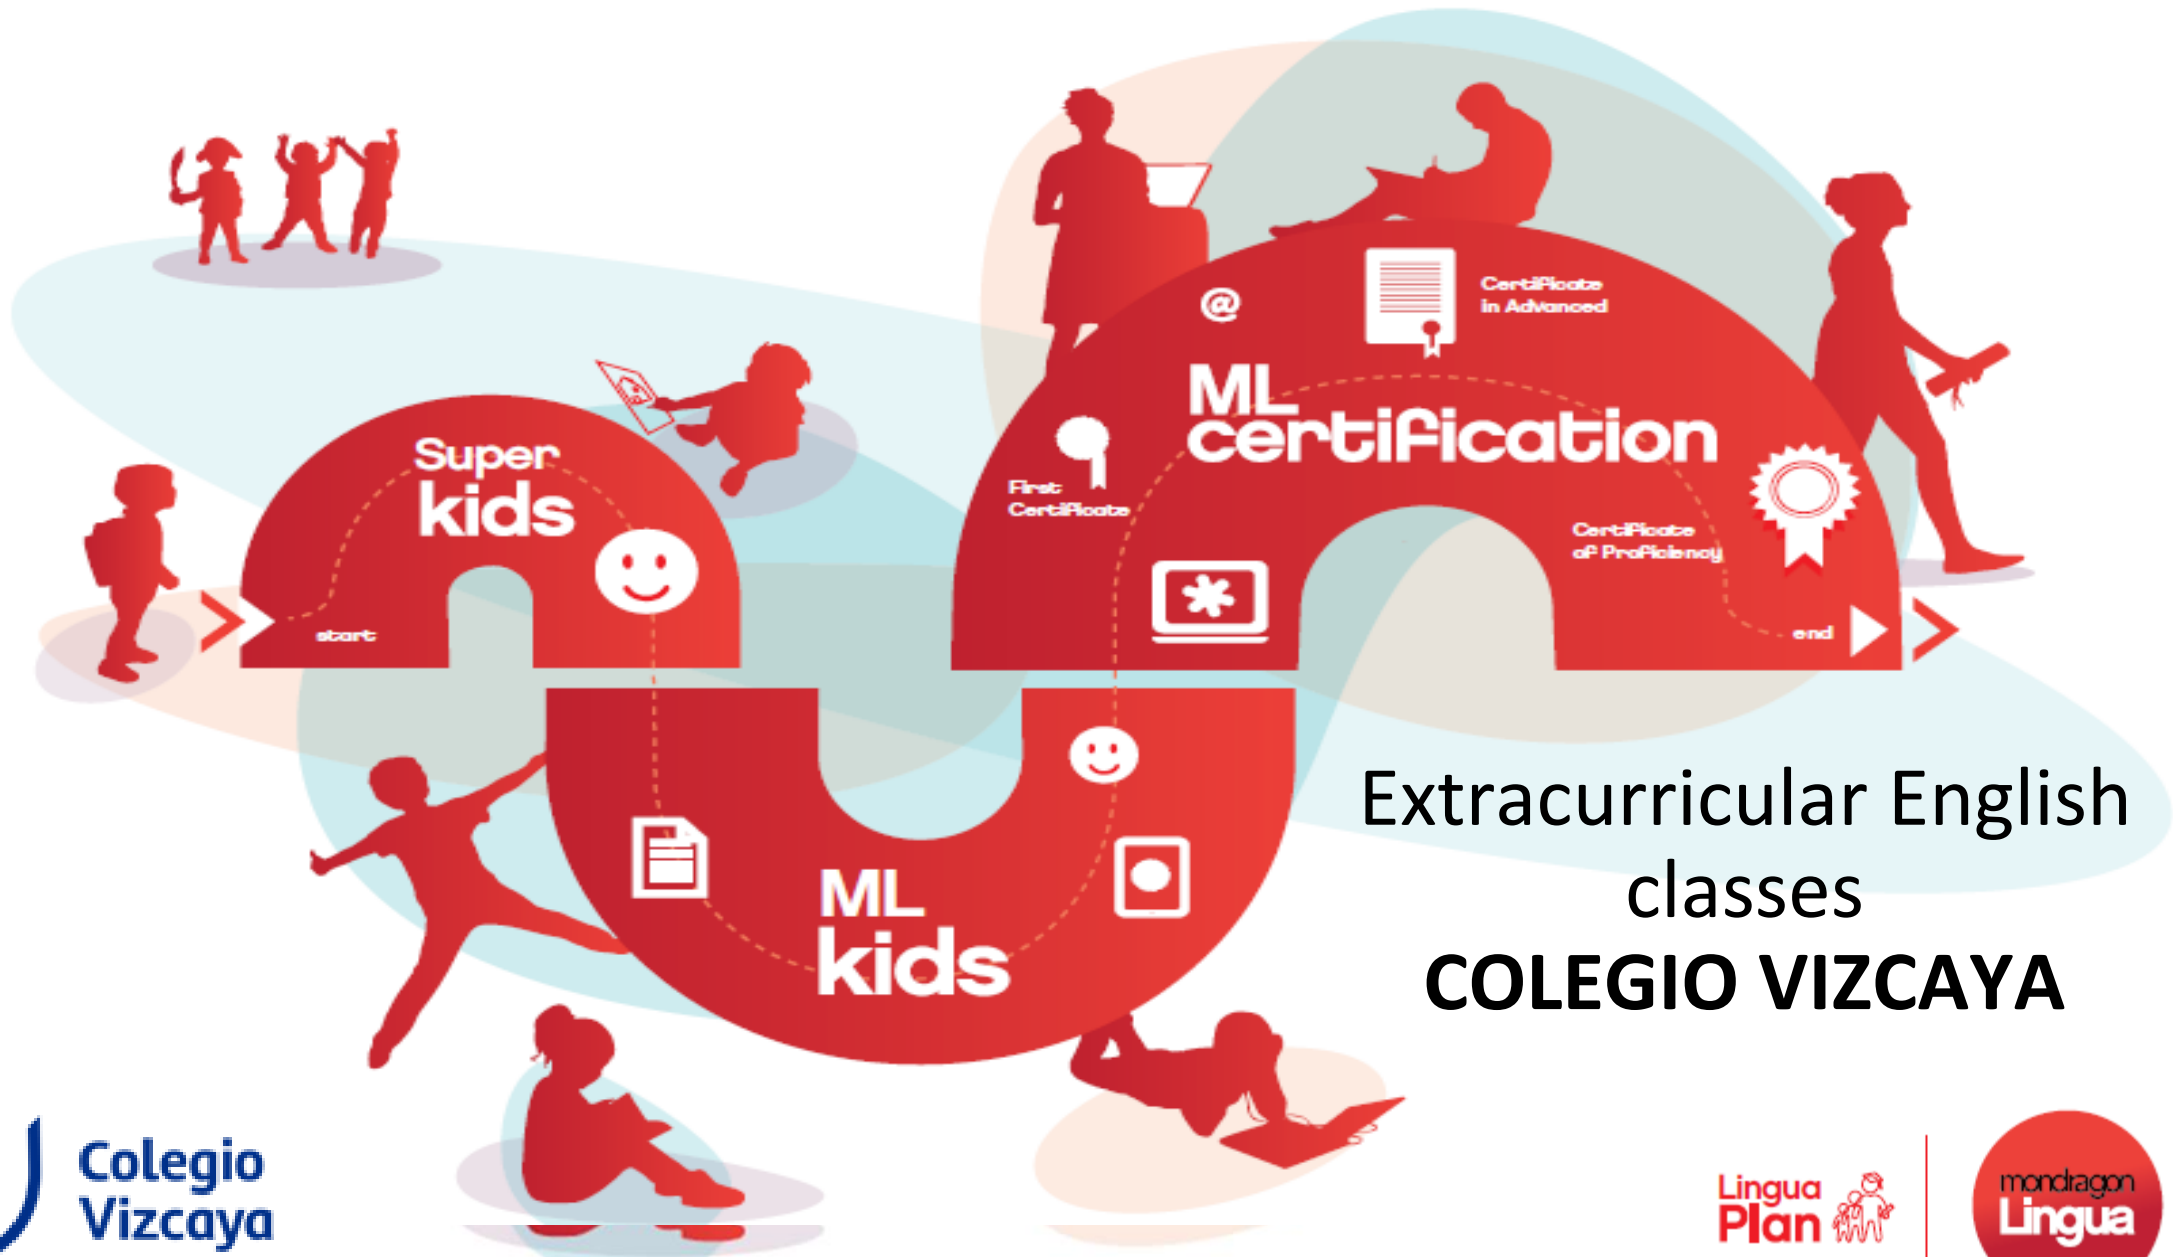 Super
kids
start
ML
kids
@
ML
certification
First
Certificate
Certificate
in Advanced
Certificate
of Proficiency
end
Extracurricular English
classes
COLEGIO VIZCAYA
Colegio
Vizcaya
Lingua
Plan
mondragon
Lingua